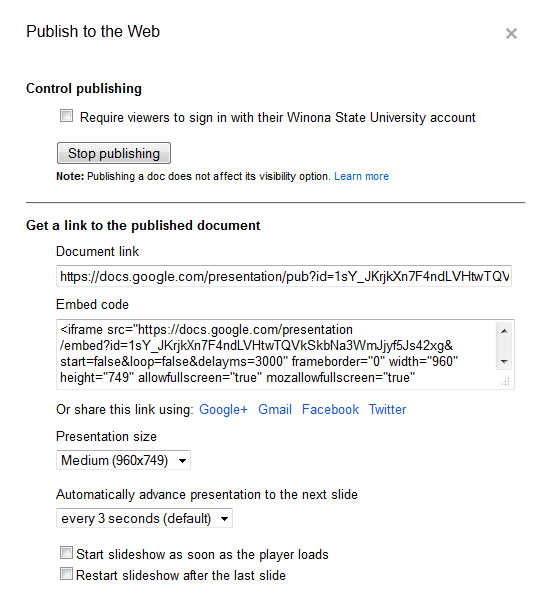 Publish to the Web
Control publishing
Require viewers to sign in with their Winona State University account
Stop publishing
Note: Publishing a doc does not affect its visibility option. Learn more
Get a link to the published document
Document link
https://docs.google.com/presentation/pub?id=1sY_JKrjkXn7F4ndLVHtwTQV
Embed code
<iframe src="https://docs.google.com/presentation
/embed?id=1sY_JKrjkXn7F4ndLVHtwTQVkSkbNa3WmJjyf5Js42xg&
start=false&loop=false&delayms=3000" frameborder="0" width="960"
height="749" allowfullscreen="true" mozallowfullscreen="true"
Or share this link using: Google+ Gmail Facebook Twitter
Presentation size
Medium (960x749)
Automatically advance presentation to the next slide
every 3 seconds (default)
Start slideshow as soon as the player loads
Restart slideshow after the last slide